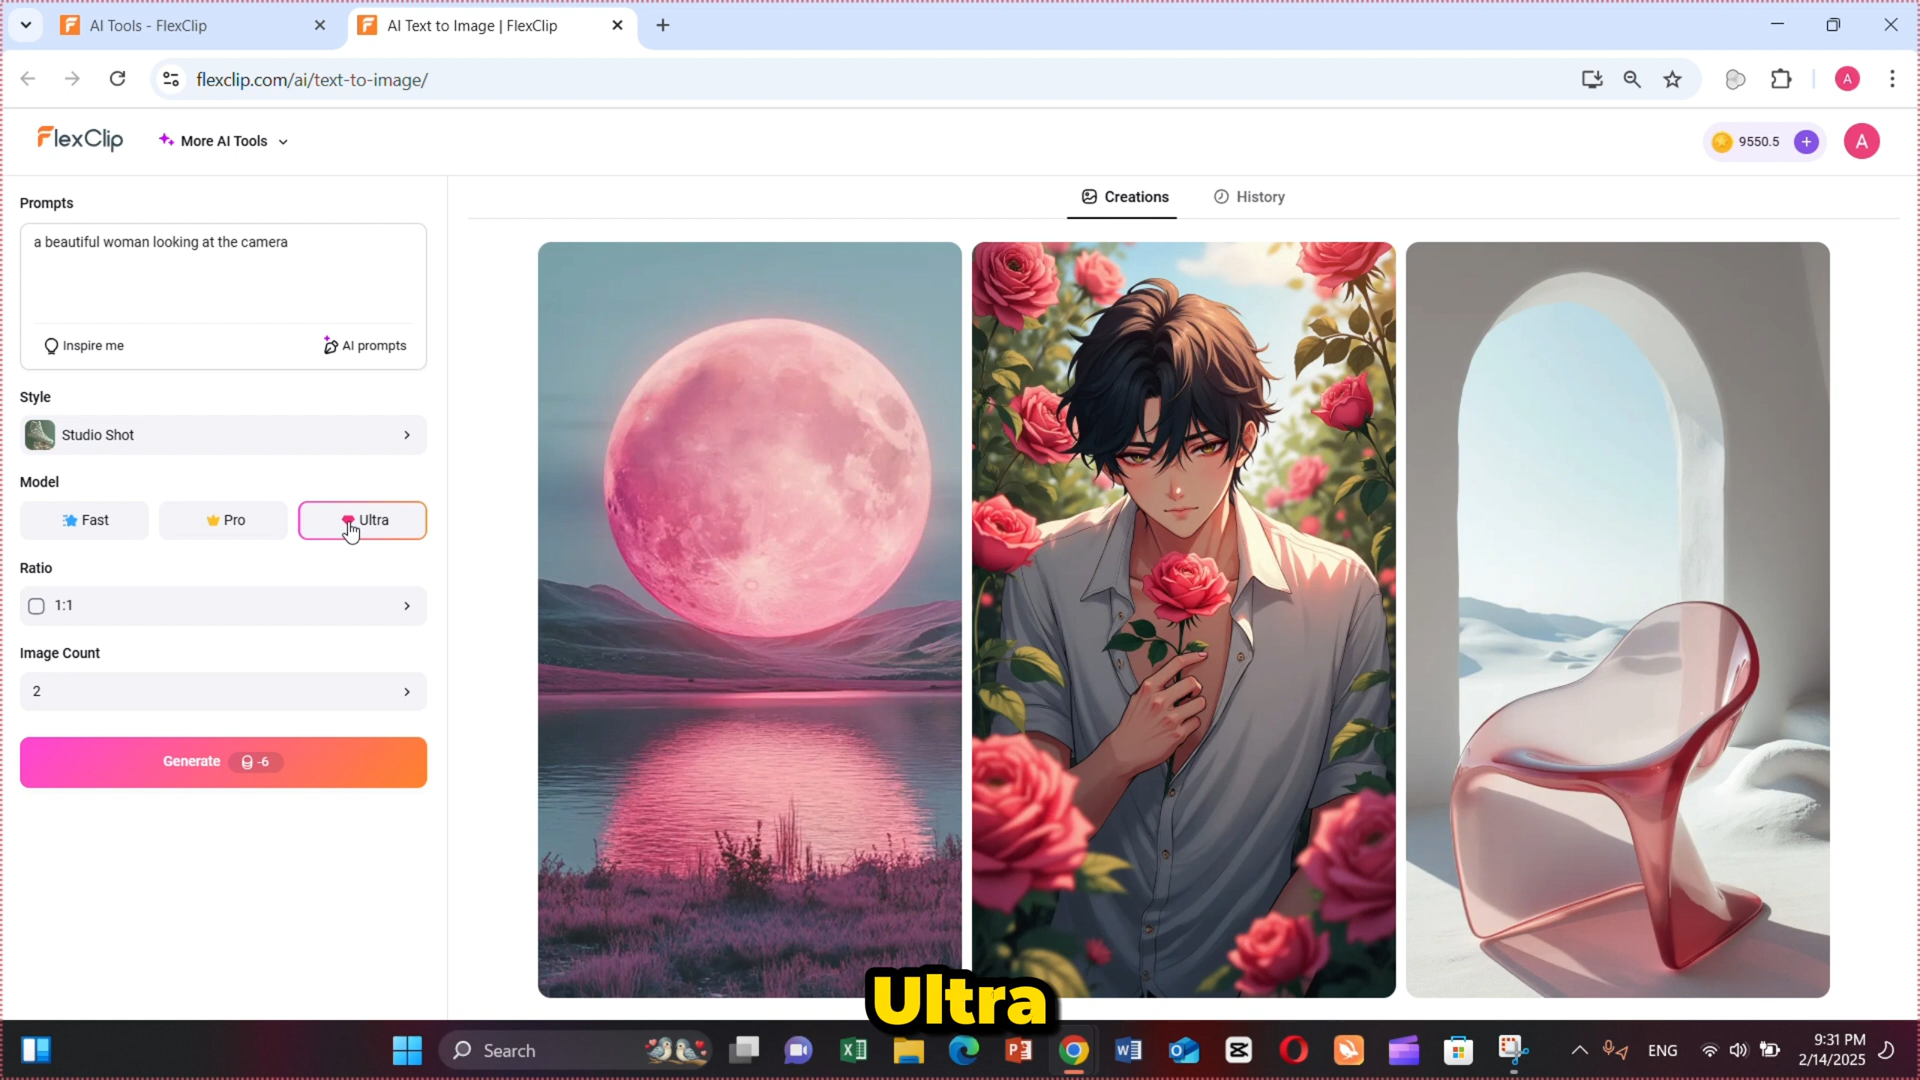 AI Tools - FlexClip
AI Text to Image | FlexClip
flexclip.com/ai/text-to-image/
A
FlexClip
More AI Tools
9550.5
A
Prompts
a beautiful woman looking at the camera
Inspire me
AI prompts
Style
Studio Shot
Model
Fast
Pro
Ultra
Ratio
1:1
Image Count
2
Generate -6
Creations
History
Ultra
Search
ENG
9:31 PM
2/14/2025